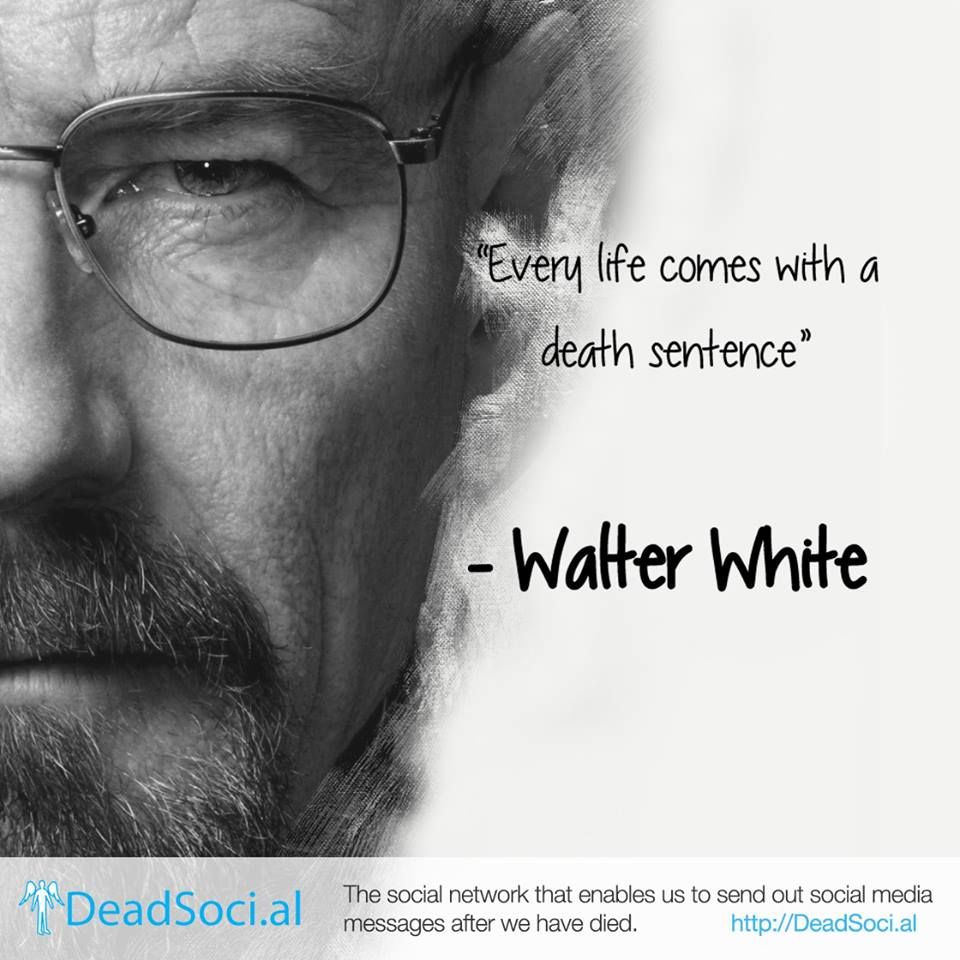 “Every life comes with a
death sentence”
- Walter White
DeadSoci.al
The social network that enables us to send out social media
messages after we have died. http://DeadSoci.al